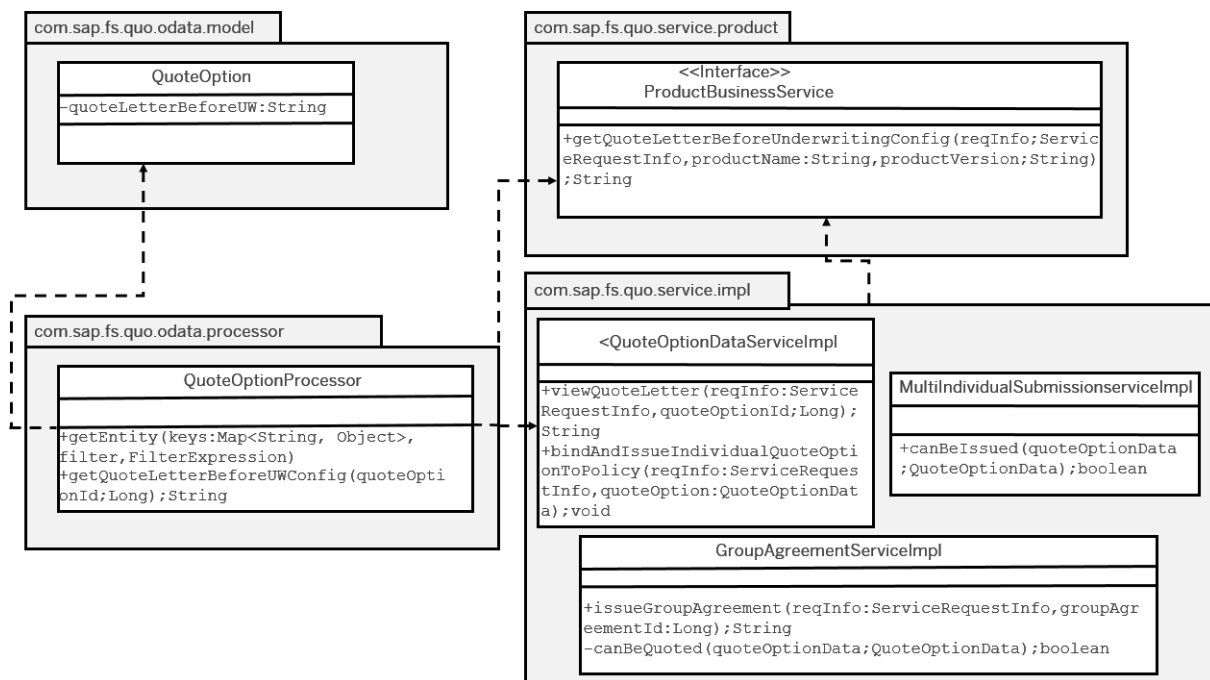 com.sap.fs.quo.odata.model
QuoteOption
-quoteLetterBeforeUW:String
com.sap.fs.quo.service.product
<<Interface>>
ProductBusinessService
+getQuoteLetterBeforeUnderwritingConfig(reqInfo;Servic
eRequestInfo,productName:String,productVersion;String)
;String
com.sap.fs.quo.odata.processor
QuoteOptionProcessor
+getEntity(keys:Map<String, Object>,
filter,FilterExpression)
+getQuoteLetterBeforeUWConfig(quoteOpti
onId;Long);String
com.sap.fs.quo.service.impl
<QuoteOptionDataServiceImpl
+viewQuoteLetter(reqInfo:Service
RequestInfo,quoteOptionId;Long);
String
+bindAndIssueIndividualQuoteOpti
onToPolicy(reqInfo:ServiceReques
tInfo,quoteOption:QuoteOptionDat
a);void
MultiIndividualSubmissionserviceImpl
+canBeIssued(quoteOptionData
;QuoteOptionData);boolean
GroupAgreementServiceImpl
+issueGroupAgreement(reqInfo:ServiceRequestInfo,groupAgr
eementId:Long);String
-canBeQuoted(quoteOptionData;QuoteOptionData);boolean